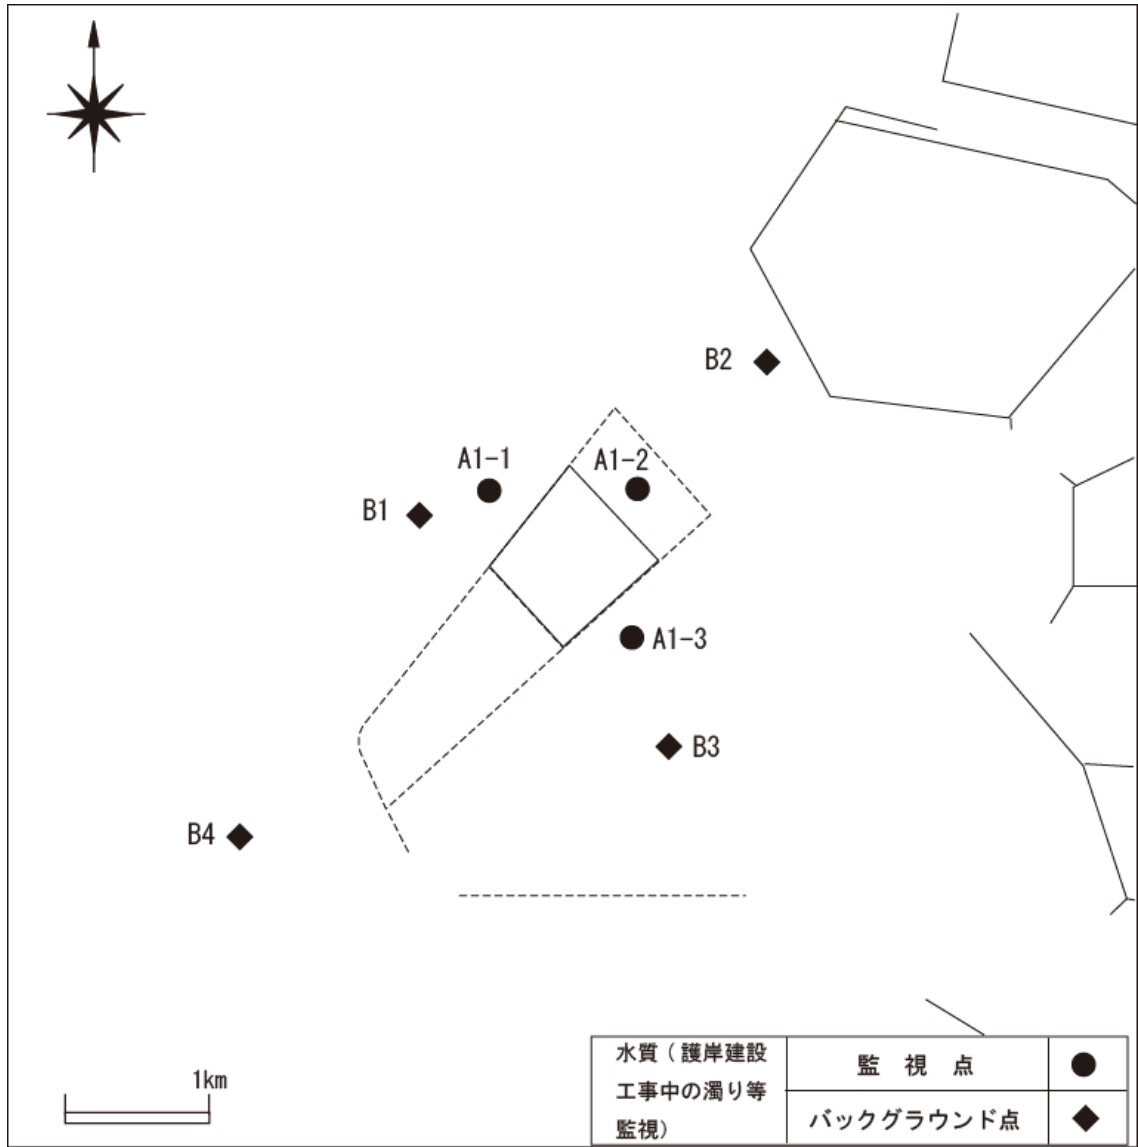 B2
A1-1
A1-2
B1
A1-3
B3
B4
1km
水質（護岸建設
工事中の濁り等
監視）
監 視 点
バックグラウンド点